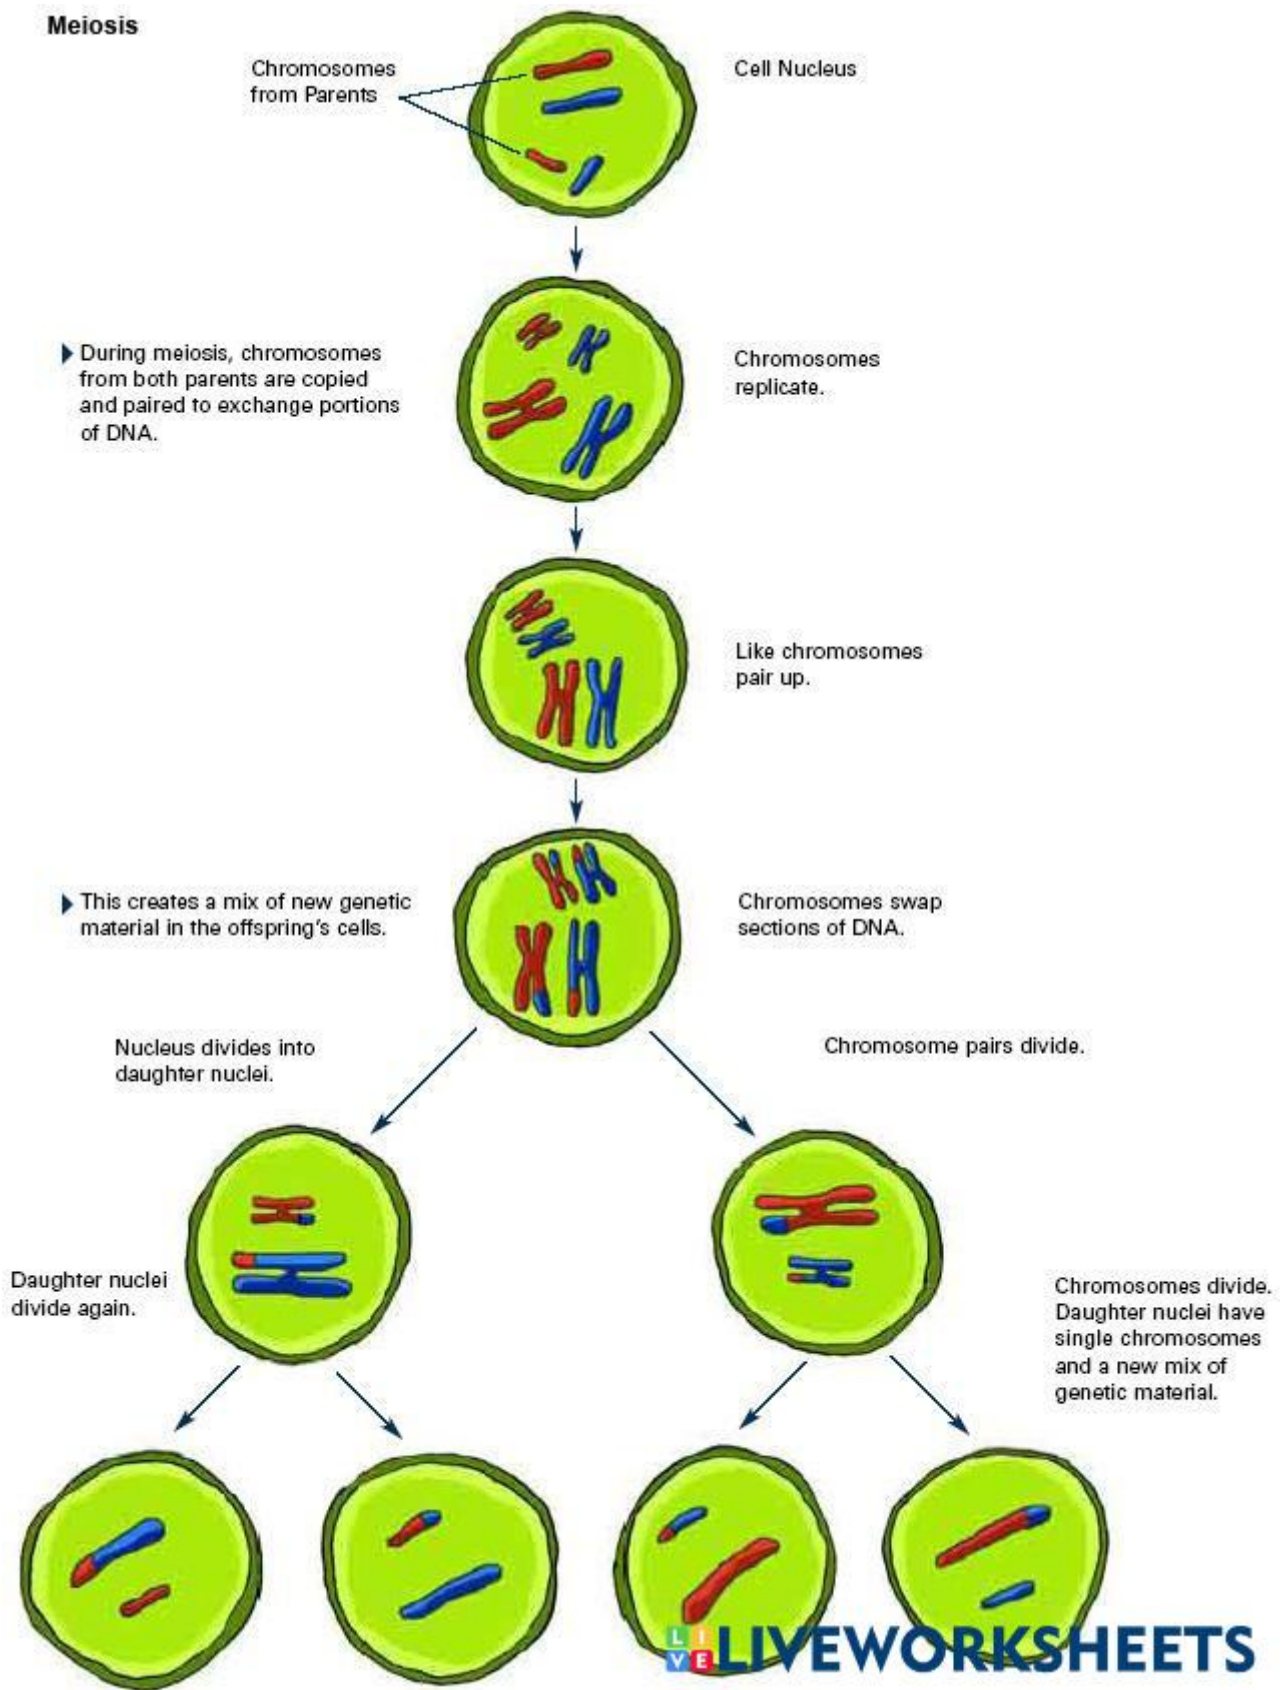 Meiosis
Chromosomes
from Parents
Cell Nucleus
During meiosis, chromosomes
from both parents are copied
and paired to exchange portions
of DNA.
Chromosomes
replicate.
Like chromosomes
pair up.
This creates a mix of new genetic
material in the offspring's cells.
Chromosomes swap
sections of DNA.
Nucleus divides into
daughter nuclei.
Chromosome pairs divide.
Daughter nuclei
divide again.
Chromosomes divide.
Daughter nuclei have
single chromosomes
and a new mix of
genetic material.
LIVE LIVEWORKSHEETS